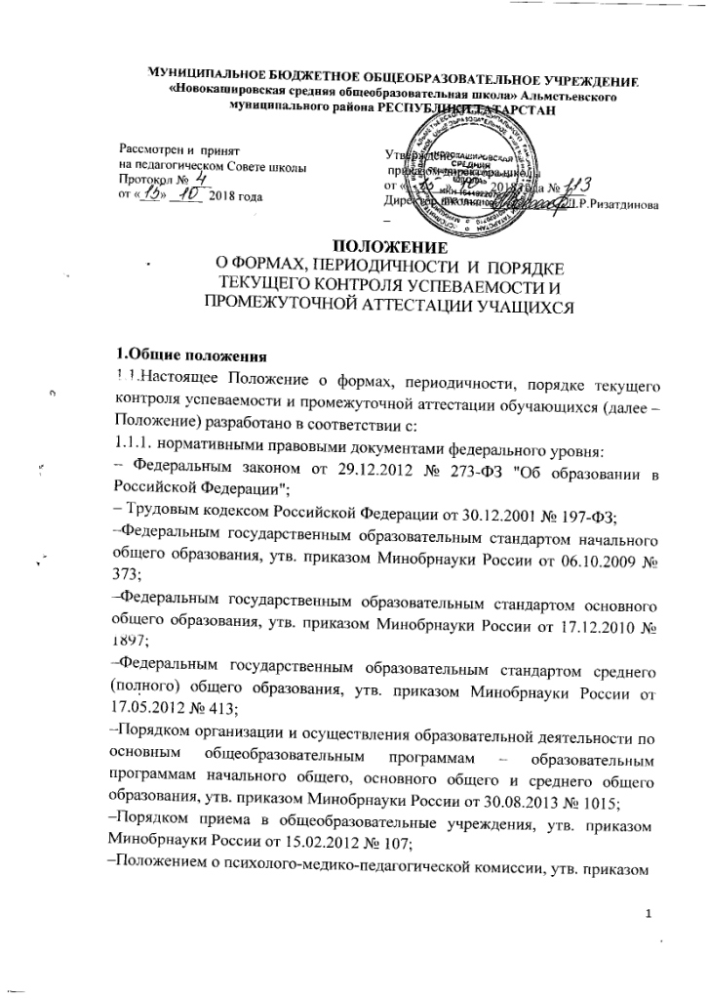 МУНИЦИПАЛЬНОЕ БЮДЖЕТНОЕ ОБЩЕОБРАЗОВАТЕЛЬНОЕ УЧРЕЖДЕНИЕ
«Новокашировская средняя общеобразовательная школа» Альметьевского
муниципального района РЕСПУБЛИКИ ТАТАРСТАН
Рассмотрен и принят
на педагогическом Совете школы
Протокол № 4
от «15» 10 2018 года
Утверждено
приказом директора школы
от «15» 10 2018 года № 113
Директор школы Д.Р.Ризатдинова
ПОЛОЖЕНИЕ
О ФОРМАХ, ПЕРИОДИЧНОСТИ И ПОРЯДКЕ
ТЕКУЩЕГО КОНТРОЛЯ УСПЕВАЕМОСТИ И
ПРОМЕЖУТОЧНОЙ АТТЕСТАЦИИ УЧАЩИХСЯ
1.Общие положения
1.1.Настоящее Положение о формах, периодичности, порядке текущего
контроля успеваемости и промежуточной аттестации обучающихся (далее –
Положение) разработано в соответствии с:
1.1.1. нормативными правовыми документами федерального уровня:
– Федеральным законом от 29.12.2012 № 273-ФЗ "Об образовании в
Российской Федерации";
– Трудовым кодексом Российской Федерации от 30.12.2001 № 197-ФЗ;
–Федеральным государственным образовательным стандартом начального
общего образования, утв. приказом Минобрнауки России от 06.10.2009 №
373;
–Федеральным государственным образовательным стандартом основного
общего образования, утв. приказом Минобрнауки России от 17.12.2010 №
1897;
–Федеральным государственным образовательным стандартом среднего
(полного) общего образования, утв. приказом Минобрнауки России от
17.05.2012 № 413;
–Порядком организации и осуществления образовательной деятельности по
основным общеобразовательным программам – образовательным
программам начального общего, основного общего и среднего общего
образования, утв. приказом Минобрнауки России от 30.08.2013 № 1015;
–Порядком приема в общеобразовательные учреждения, утв. приказом
Минобрнауки России от 15.02.2012 № 107;
–Положением о психолого-медико-педагогической комиссии, утв. приказом
1